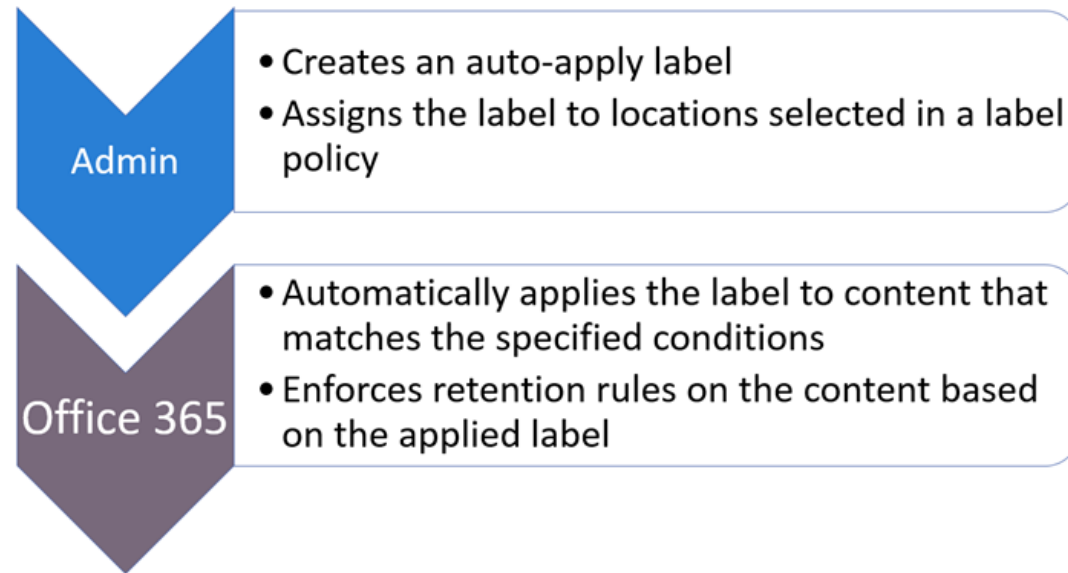 Admin
• Creates an auto-apply label
• Assigns the label to locations selected in a label
policy
Office 365
• Automatically applies the label to content that
matches the specified conditions
• Enforces retention rules on the content based
on the applied label